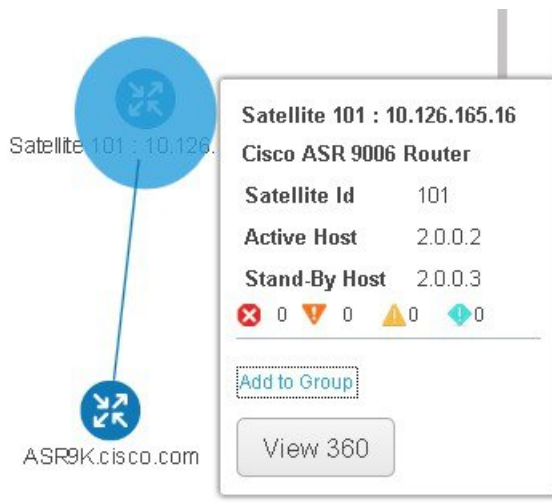 Satellite 101 : 10.126.
ASR9K.cisco.com
Satellite 101 : 10.126.165.16
Cisco ASR 9006 Router
Satellite Id 101
Active Host 2.0.0.2
Stand-By Host 2.0.0.3
0 0 0 0
Add to Group
View 360